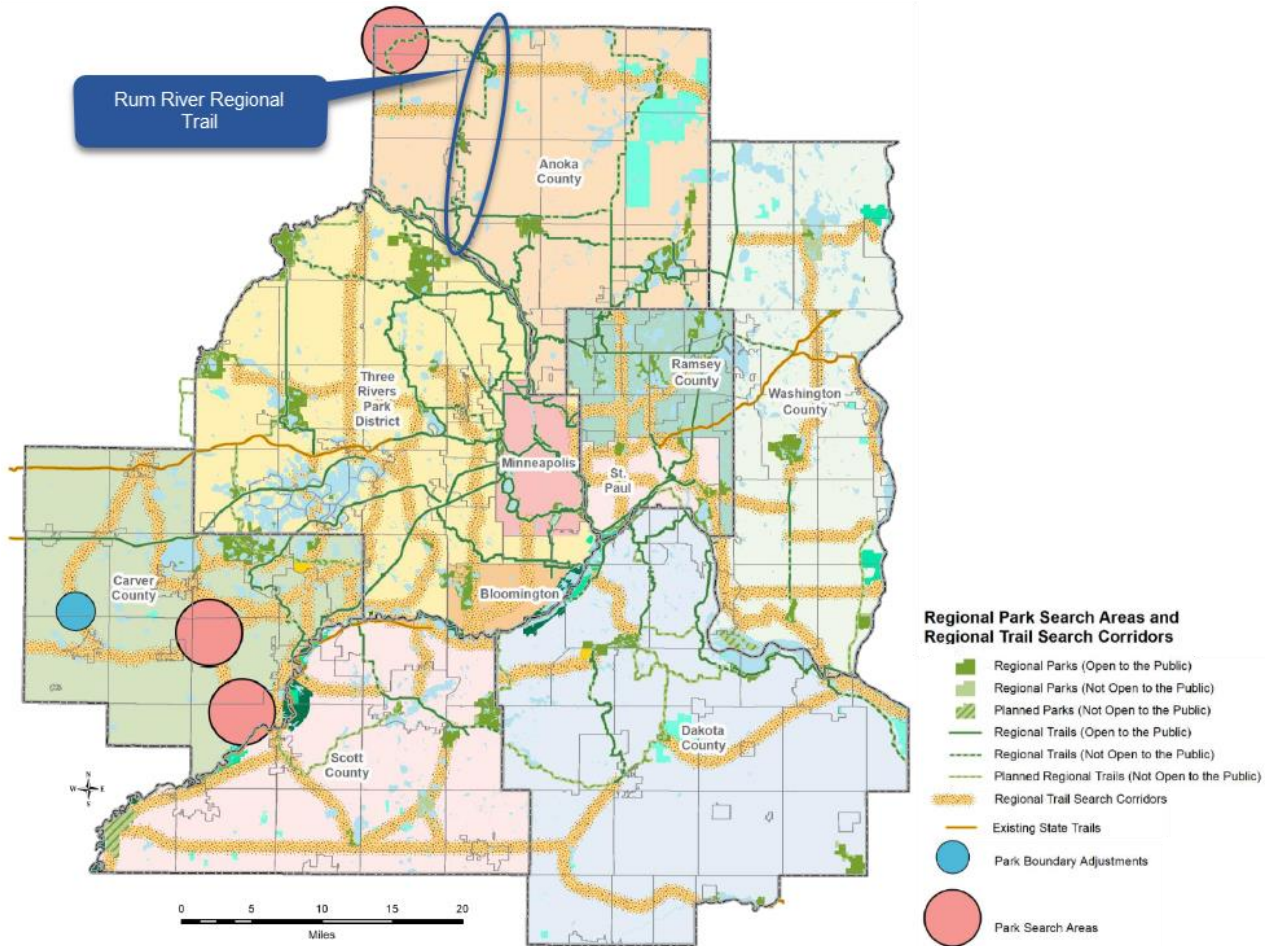 Rum River Regional
Trail
Anoka
County
Three
Rivers
Park
District
Ramsey
County
Washington
County
Minneapolis
St.
Paul
Carver
County
Bloomington
Scott
County
Dakota
County
N
W E
S
0 5 10 15 20
Miles
Regional Park Search Areas and
Regional Trail Search Corridors
Regional Parks (Open to the Public)
Regional Parks (Not Open to the Public)
Planned Parks (Not Open to the Public)
Regional Trails (Open to the Public)
Regional Trails (Not Open to the Public)
Planned Regional Trails (Not Open to the Public)
Regional Trail Search Corridors
Existing State Trails
Park Boundary Adjustments
Park Search Areas